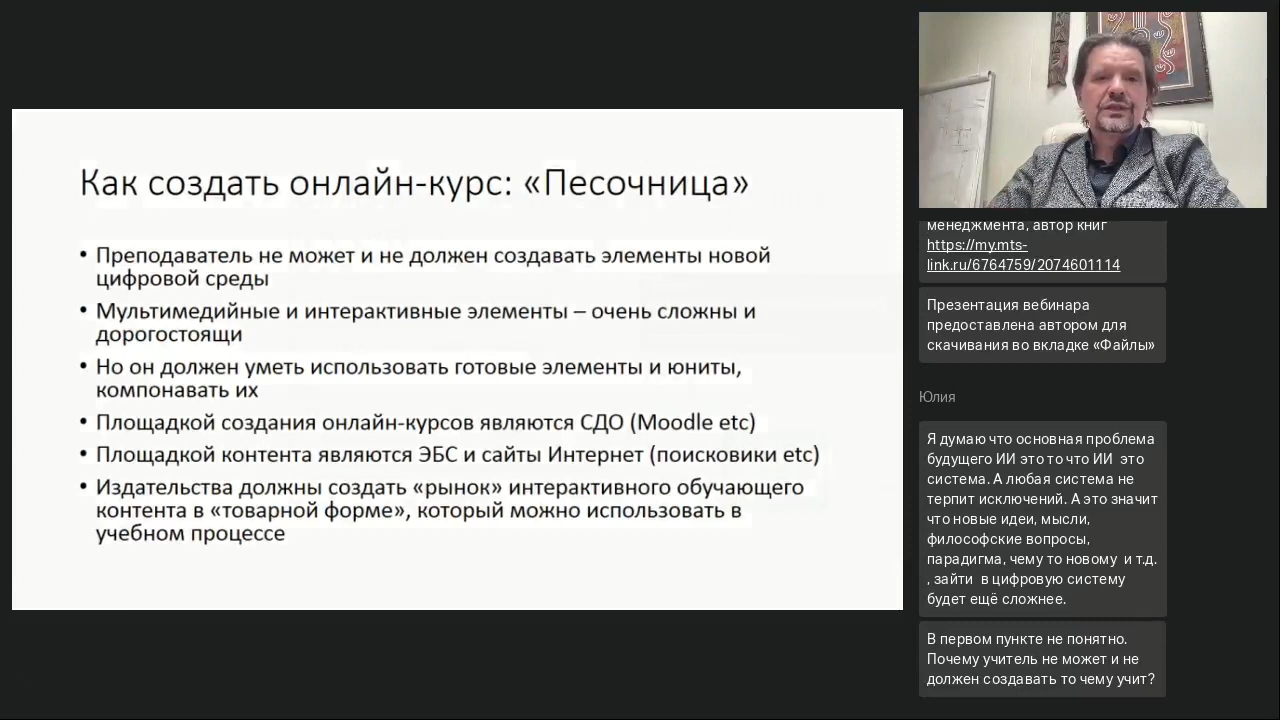 Как создать онлайн-курс: «Песочница»
• Преподаватель не может и не должен создавать элементы новой
цифровой среды
• Мультимедийные и интерактивные элементы – очень сложны и
дорогостоящи
• Но он должен уметь использовать готовые элементы и юниты,
компонавать их
• Площадкой создания онлайн-курсов являются СДО (Moodle etc)
• Площадкой контента являются ЭБС и сайты Интернет (поисковики etc)
• Издательства должны создать «рынок» интерактивного обучающего
контента в «товарной форме», который можно использовать в
учебном процессе
менеджмента, автор книг
https://my.mts-
link.ru/6764759/2074601114
Презентация вебинара
предоставлена автором для
скачивания во вкладке «Файлы»
Юлия
Я думаю что основная проблема
будущего ИИ это то что ИИ это
система. А любая система не
терпит исключений. А это значит
что новые идеи, мысли,
философские вопросы,
парадигма, чему то новому и т.д.
, зайти в цифровую систему
будет ещё сложнее.
В первом пункте не понятно.
Почему учитель не может и не
должен создавать то чему учит?